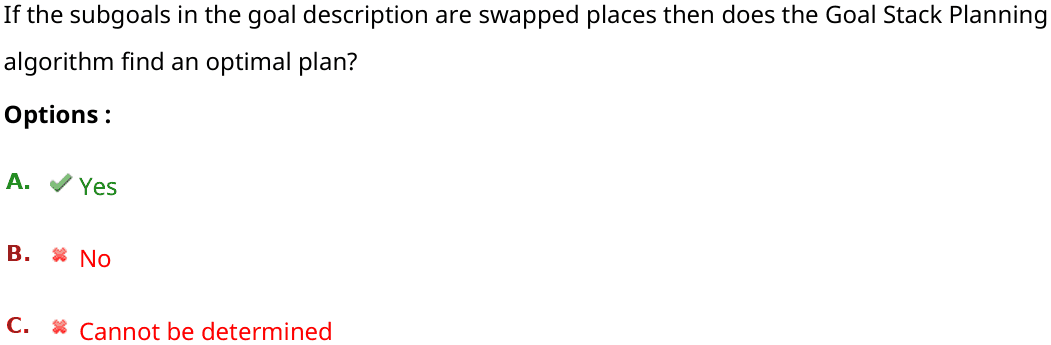 If the subgoals in the goal description are swapped places then does the Goal Stack Planning
algorithm find an optimal plan?
Options :
A. Yes
B. No
C. Cannot be determined